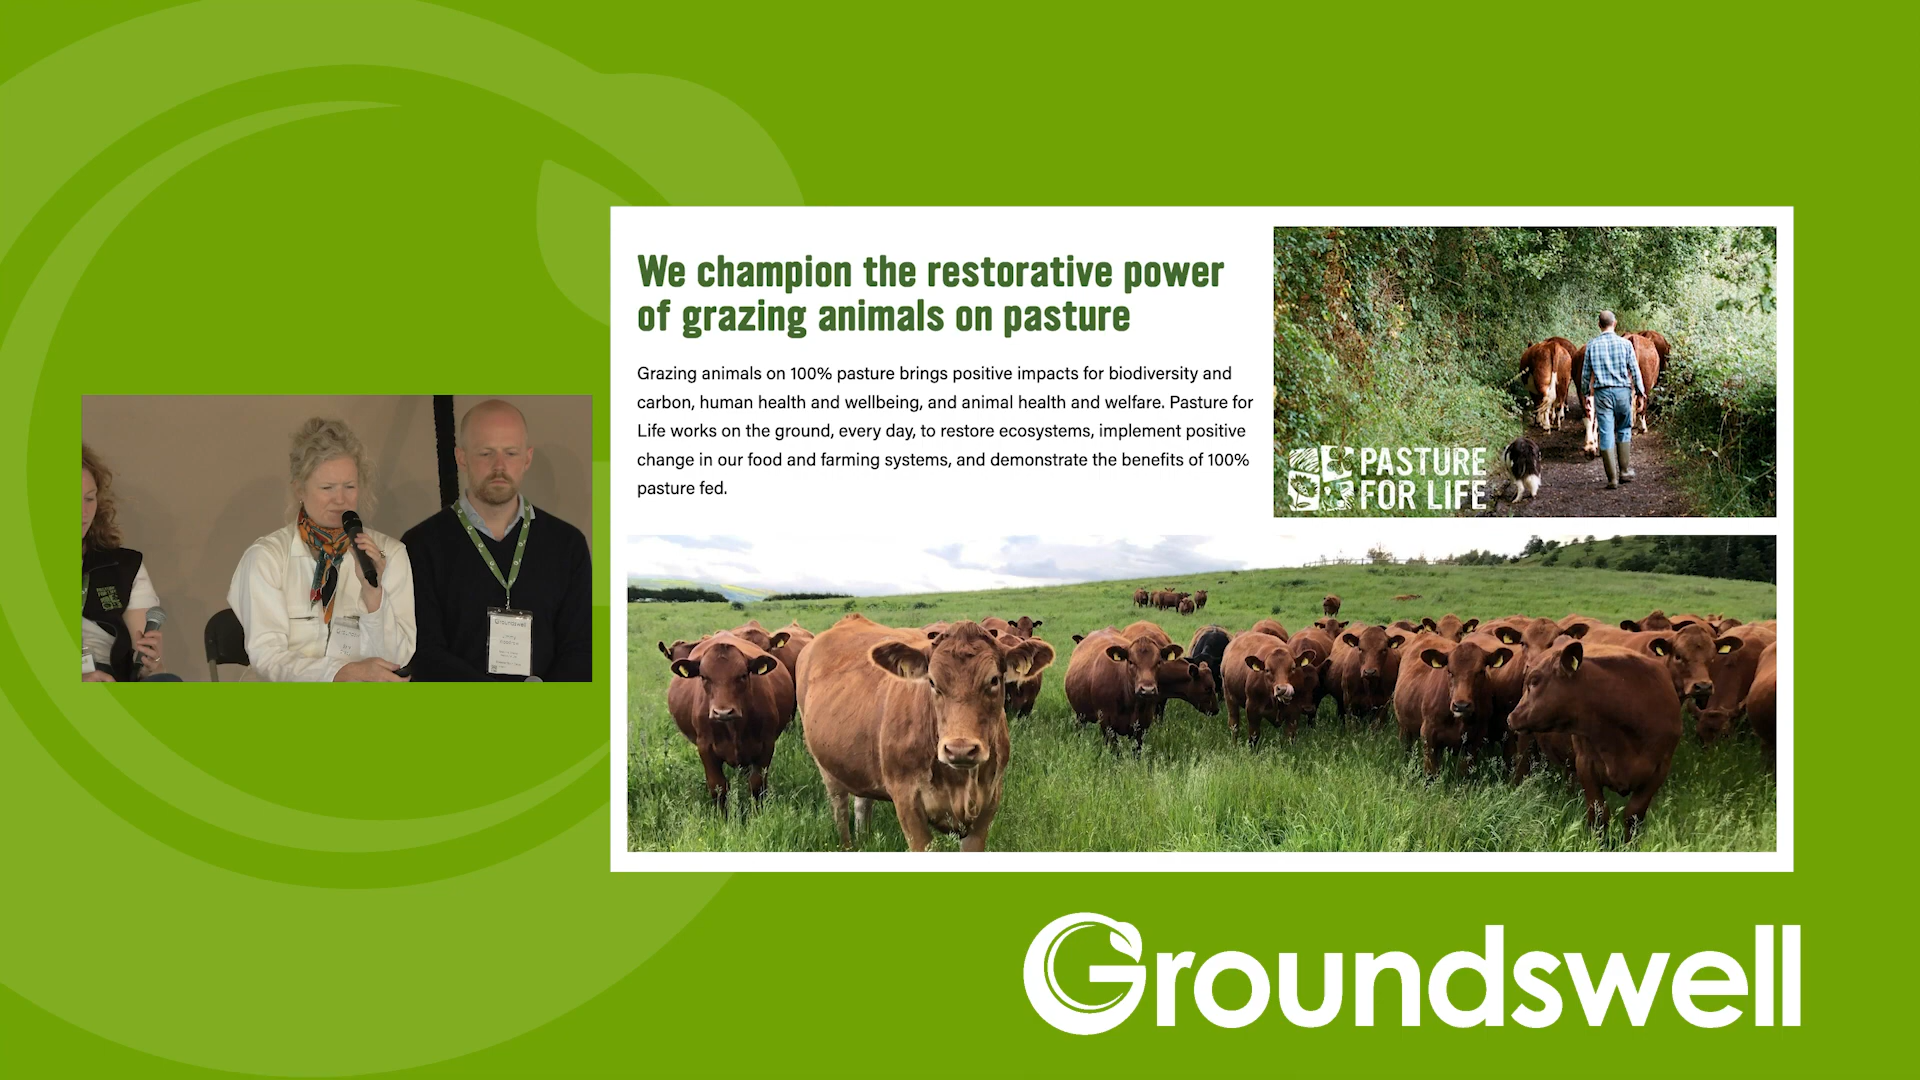 We champion the restorative power
of grazing animals on pasture
Grazing animals on 100% pasture brings positive impacts for biodiversity and
carbon, human health and wellbeing, and animal health and welfare. Pasture for
Life works on the ground, every day, to restore ecosystems, implement positive
change in our food and farming systems, and demonstrate the benefits of 100%
pasture fed.
PASTURE
FOR LIFE
Groundswell
Groundswell